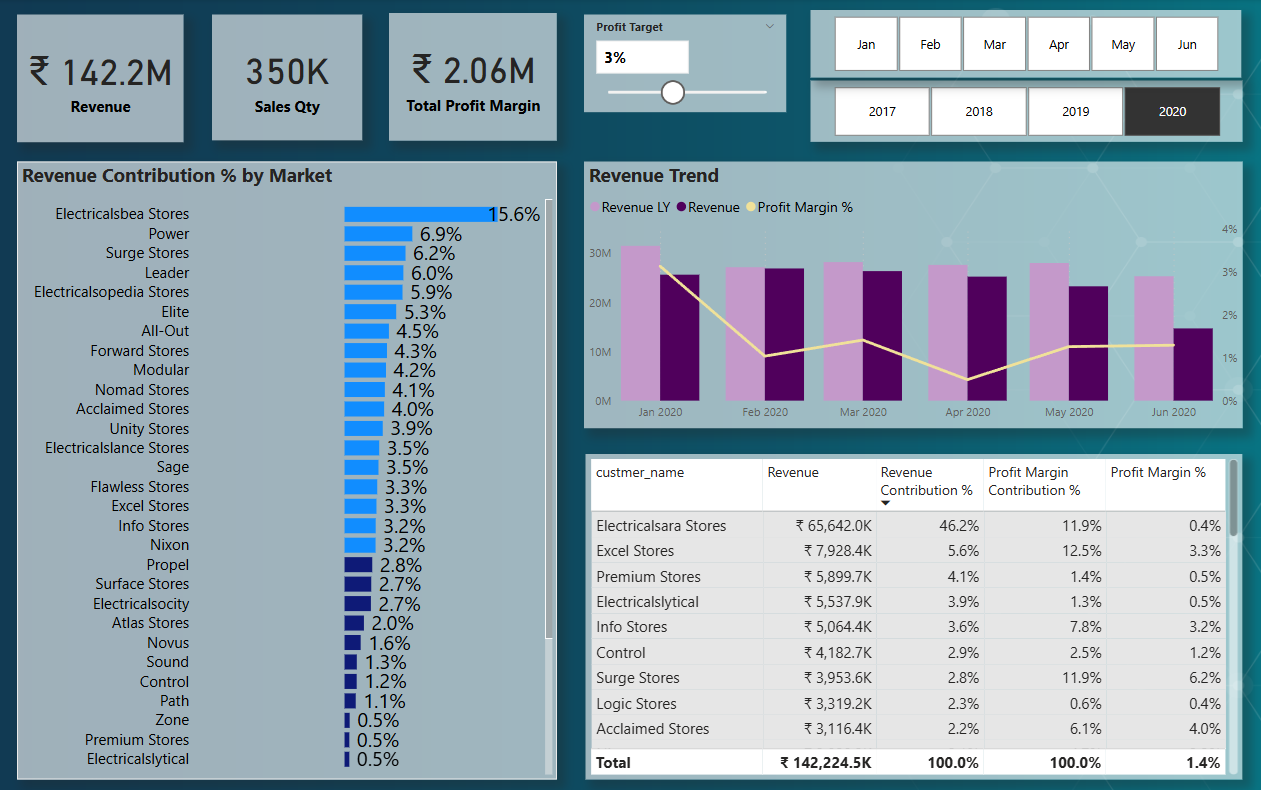 ₹ 142.2M
Revenue
350K
Sales Qty
₹ 2.06M
Total Profit Margin
Profit Target
3%
Jan Feb Mar Apr May Jun
2017 2018 2019 2020
Revenue Contribution % by Market
Electricalsbea Stores 15.6%
Power 6.9%
Surge Stores 6.2%
Leader 6.0%
Electricalsopedia Stores 5.9%
Elite 5.3%
All-Out 4.5%
Forward Stores 4.3%
Modular 4.2%
Nomad Stores 4.1%
Acclaimed Stores 4.0%
Unity Stores 3.9%
Electricalslance Stores 3.5%
Sage 3.5%
Flawless Stores 3.3%
Excel Stores 3.3%
Info Stores 3.2%
Nixon 3.2%
Propel 2.8%
Surface Stores 2.7%
Electricalsocity 2.7%
Atlas Stores 2.0%
Novus 1.6%
Sound 1.3%
Control 1.2%
Path 1.1%
Zone 0.5%
Premium Stores 0.5%
Electricalslytical 0.5%
Revenue Trend
Revenue LY Revenue Profit Margin %
4%
30M
3%
20M
2%
10M
1%
0M 0%
Jan 2020 Feb 2020 Mar 2020 Apr 2020 May 2020 Jun 2020
custmer_name Revenue Revenue Profit Margin Profit Margin %
Contribution % Contribution %
Electricalsara Stores ₹ 65,642.0K 46.2% 11.9% 0.4%
Excel Stores ₹ 7,928.4K 5.6% 12.5% 3.3%
Premium Stores ₹ 5,899.7K 4.1% 1.4% 0.5%
Electricalslytical ₹ 5,537.9K 3.9% 1.3% 0.5%
Info Stores ₹ 5,064.4K 3.6% 7.8% 3.2%
Control ₹ 4,182.7K 2.9% 2.5% 1.2%
Surge Stores ₹ 3,953.6K 2.8% 11.9% 6.2%
Logic Stores ₹ 3,319.2K 2.3% 0.6% 0.4%
Acclaimed Stores ₹ 3,116.4K 2.2% 6.1% 4.0%
Total ₹ 142,224.5K 100.0% 100.0% 1.4%